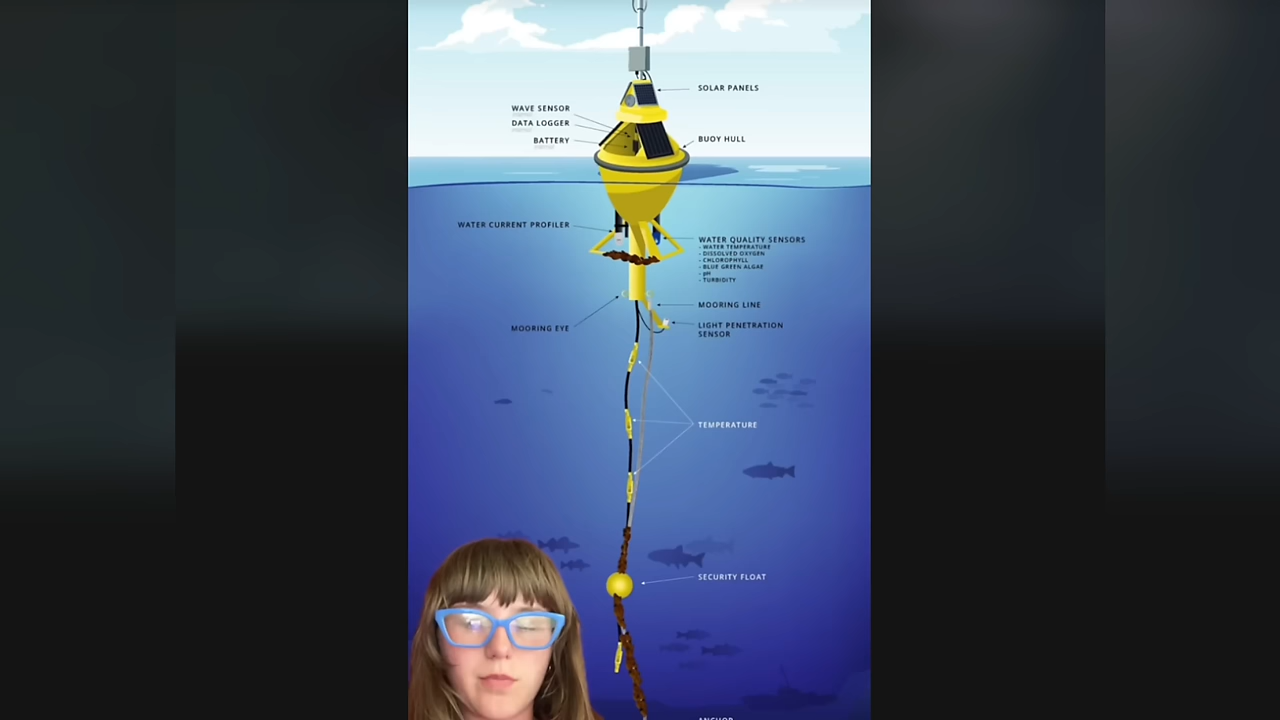 SOLAR PANELS
WAVE SENSOR
DATA LOGGER
BATTERY
BUOY HULL
WATER CURRENT PROFILER
WATER QUALITY SENSORS
- WATER TEMPERATURE
- DISSOLVED OXYGEN
- CHLOROPHYLL
- BLUE GREEN ALGAE
- pH
- TURBIDITY
MOORING LINE
MOORING EYE
LIGHT PENETRATION
SENSOR
TEMPERATURE
SECURITY FLOAT
ANCHOR